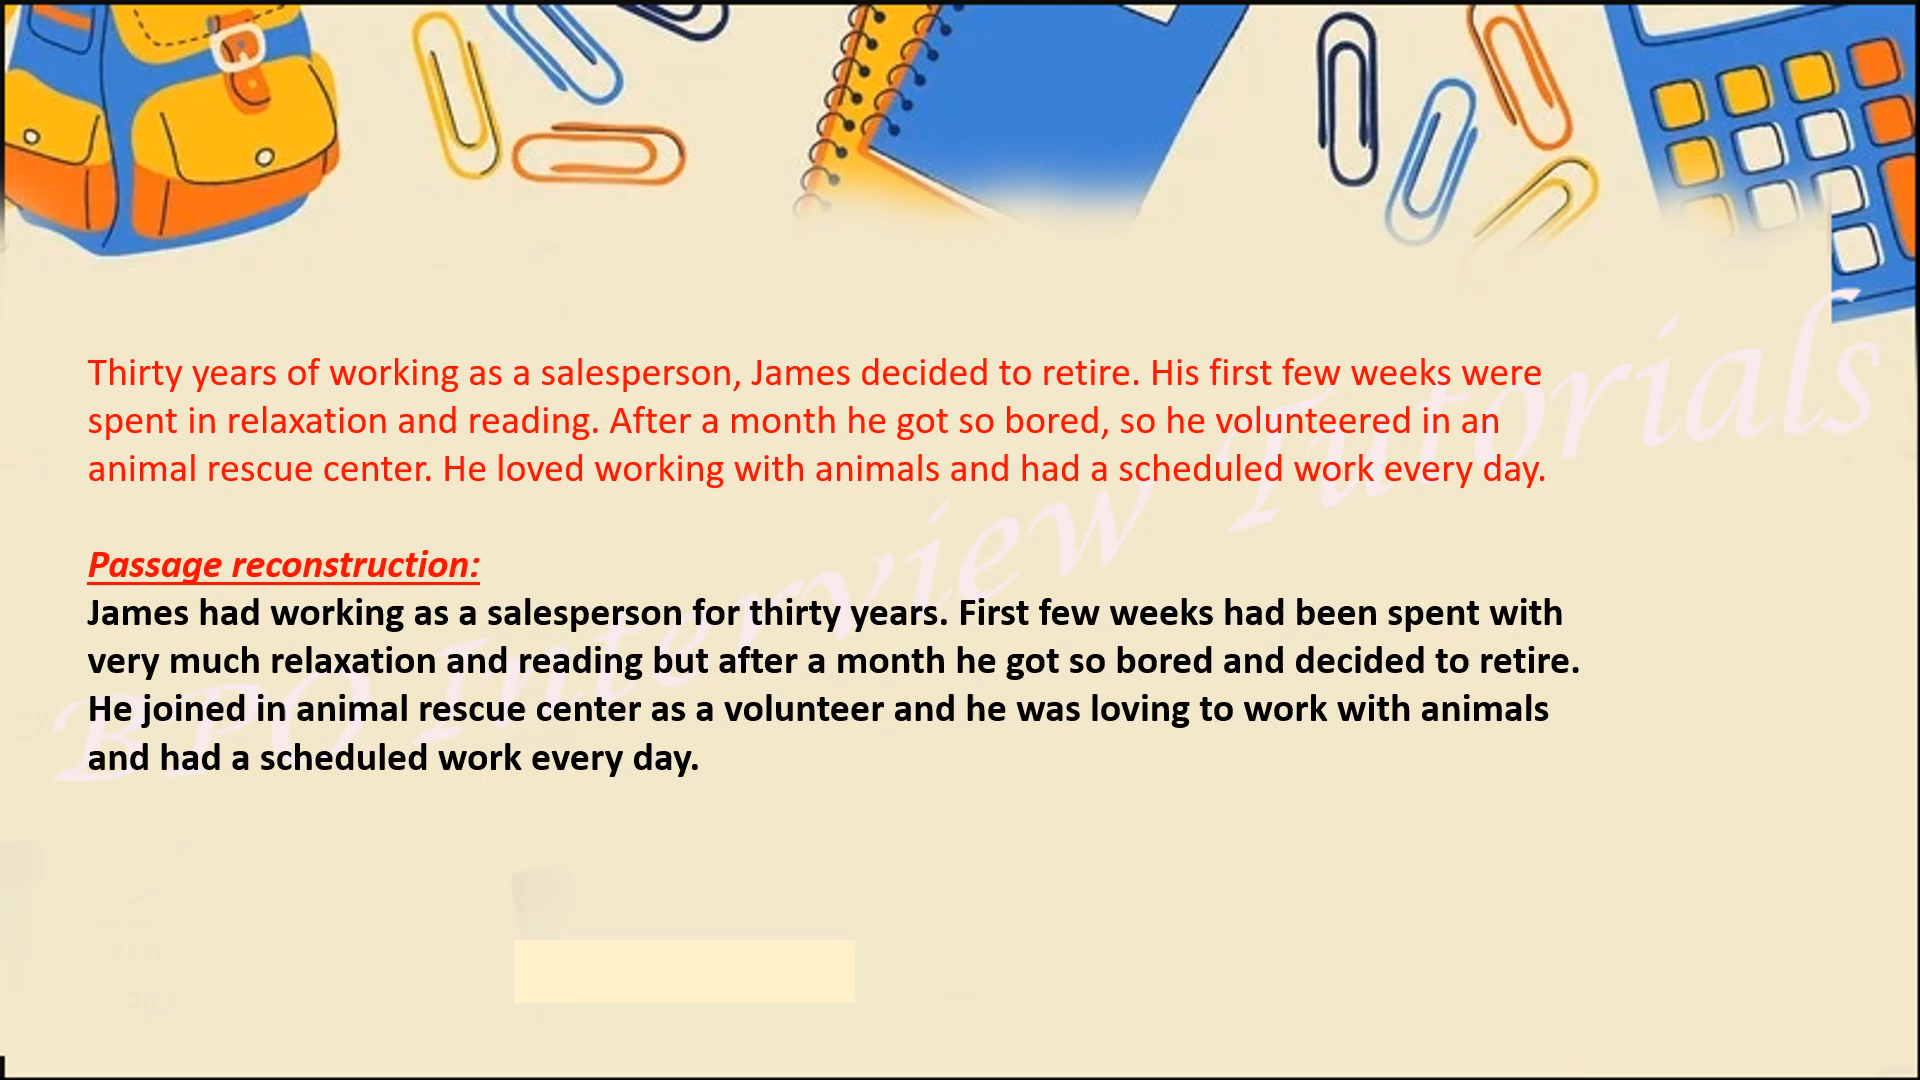 Thirty years of working as a salesperson, James decided to retire. His first few weeks were
spent in relaxation and reading. After a month he got so bored, so he volunteered in an
animal rescue center. He loved working with animals and had a scheduled work every day.
Passage reconstruction:
James had working as a salesperson for thirty years. First few weeks had been spent with
very much relaxation and reading but after a month he got so bored and decided to retire.
He joined in animal rescue center as a volunteer and he was loving to work with animals
and had a scheduled work every day.
BPO Interview Tutorials